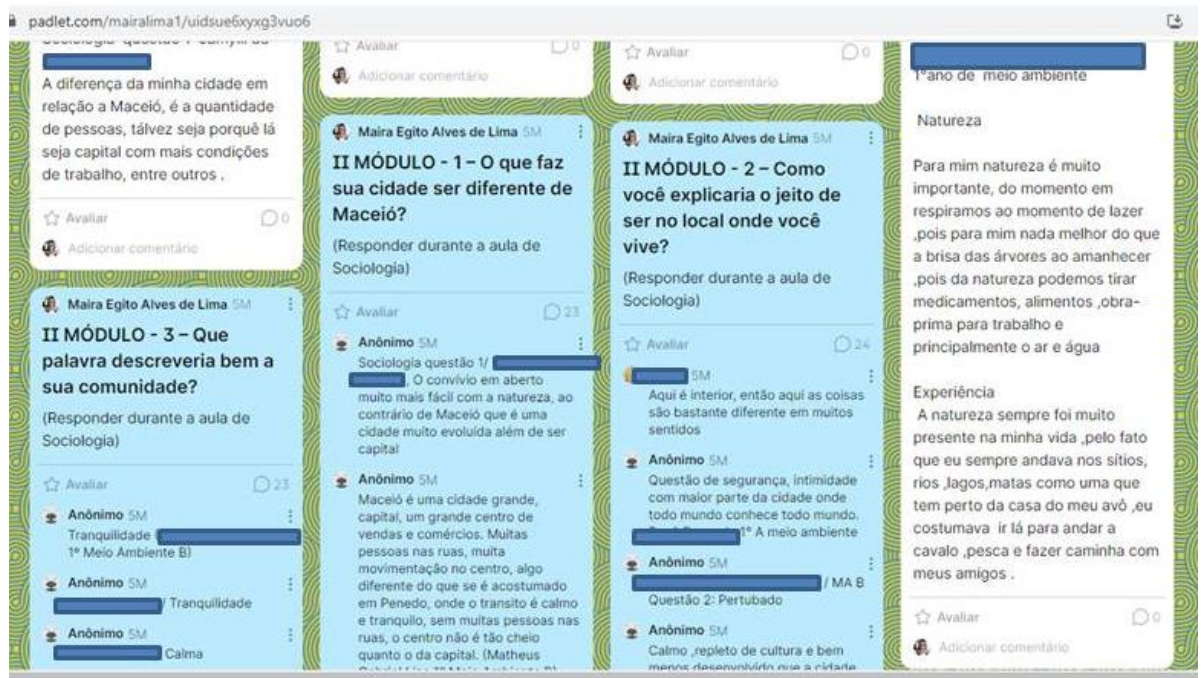 padlet.com/mairalima1/uidsue6xyxg3vuo6
A diferença da minha cidade em
relação a Maceió, é a quantidade
de pessoas, tálvez seja porquê lá
seja capital com mais condições
de trabalho, entre outros .
Avaliar
0
Adicionar comentário
Maira Egito Alves de Lima 5M
II MÓDULO - 3 – Que
palavra descreveria bem a
sua comunidade?
(Responder durante a aula de
Sociologia)
Avaliar
23
Anônimo 5M
Tranquilidade (
1º Meio Ambiente B)
Anônimo 5M
/ Tranquilidade
Anônimo 5M
Calma
Avaliar
0
Adicionar comentário
Maira Egito Alves de Lima 5M
II MÓDULO - 1 – O que faz
sua cidade ser diferente de
Maceió?
(Responder durante a aula de
Sociologia)
Avaliar
23
Anônimo 5M
Sociologia questão 1/
, O convívio em aberto
muito mais fácil com a natureza, ao
contrário de Maceió que é uma
cidade muito evoluída além de ser
capital
Anônimo 5M
Maceió é uma cidade grande,
capital, um grande centro de
vendas e comércios. Muitas
pessoas nas ruas, muita
movimentação no centro, algo
diferente do que se é acostumado
em Penedo, onde o transito é calmo
e tranquilo, sem muitas pessoas nas
ruas, o centro não é tão cheio
quanto o da capital. (Matheus
Avaliar
0
Adicionar comentário
Maira Egito Alves de Lima 5M
II MÓDULO - 2 – Como
você explicaria o jeito de
ser no local onde você
vive?
(Responder durante a aula de
Sociologia)
Avaliar
24
5M
Aqui é interior, então aqui as coisas
são bastante diferente em muitos
sentidos
Anônimo 5M
Questão de segurança, intimidade
com maior parte da cidade onde
todo mundo conhece todo mundo.
1° A meio ambiente
Anônimo 5M
/ MA B
Questão 2: Pertubado
Anônimo 5M
Calmo ,repleto de cultura e bem
menos desenvolvido que a cidade
1°ano de meio ambiente
Natureza
Para mim natureza é muito
importante, do momento em
respiramos ao momento de lazer
,pois para mim nada melhor do que
a brisa das árvores ao amanhecer
,pois da natureza podemos tirar
medicamentos, alimentos ,obra-
prima para trabalho e
principalmente o ar e água
Experiência
A natureza sempre foi muito
presente na minha vida ,pelo fato
que eu sempre andava nos sítios,
rios ,lagos,matas como uma que
tem perto da casa do meu avô ,eu
costumava ir lá para andar a
cavalo ,pesca e fazer caminha com
meus amigos .
Avaliar
0
Adicionar comentário